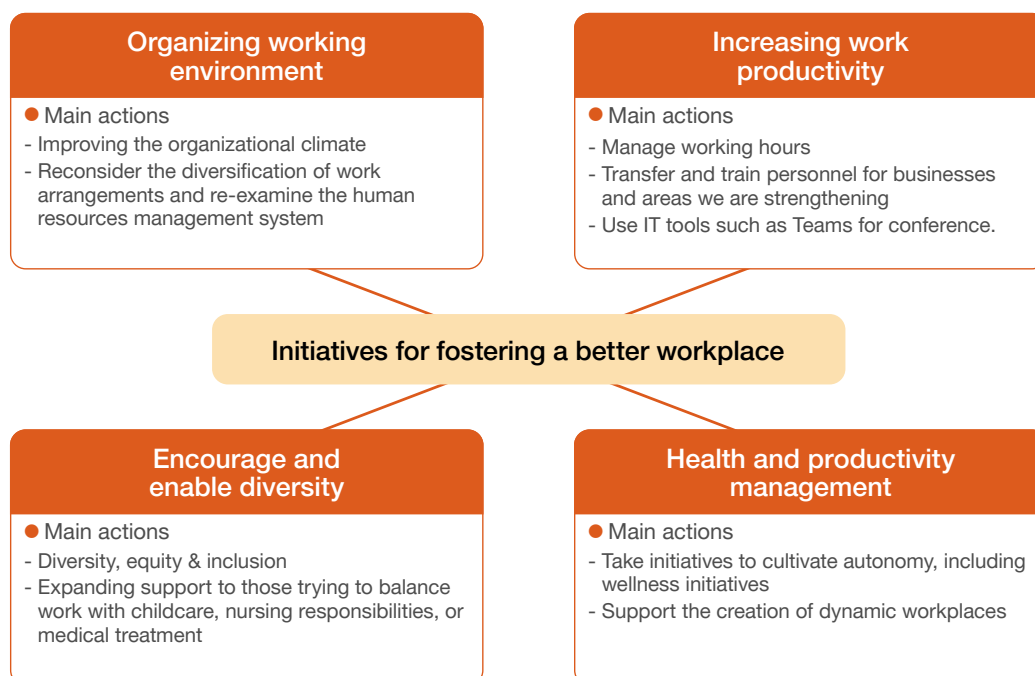 Organizing working
environment
● Main actions
- Improving the organizational climate
- Reconsider the diversification of work
arrangements and re-examine the human
resources management system
Increasing work
productivity
● Main actions
- Manage working hours
- Transfer and train personnel for businesses
and areas we are strengthening
- Use IT tools such as Teams for conference.
Initiatives for fostering a better workplace
Encourage and
enable diversity
● Main actions
- Diversity, equity & inclusion
- Expanding support to those trying to balance
work with childcare, nursing responsibilities, or
medical treatment
Health and productivity
management
● Main actions
- Take initiatives to cultivate autonomy, including
wellness initiatives
- Support the creation of dynamic workplaces